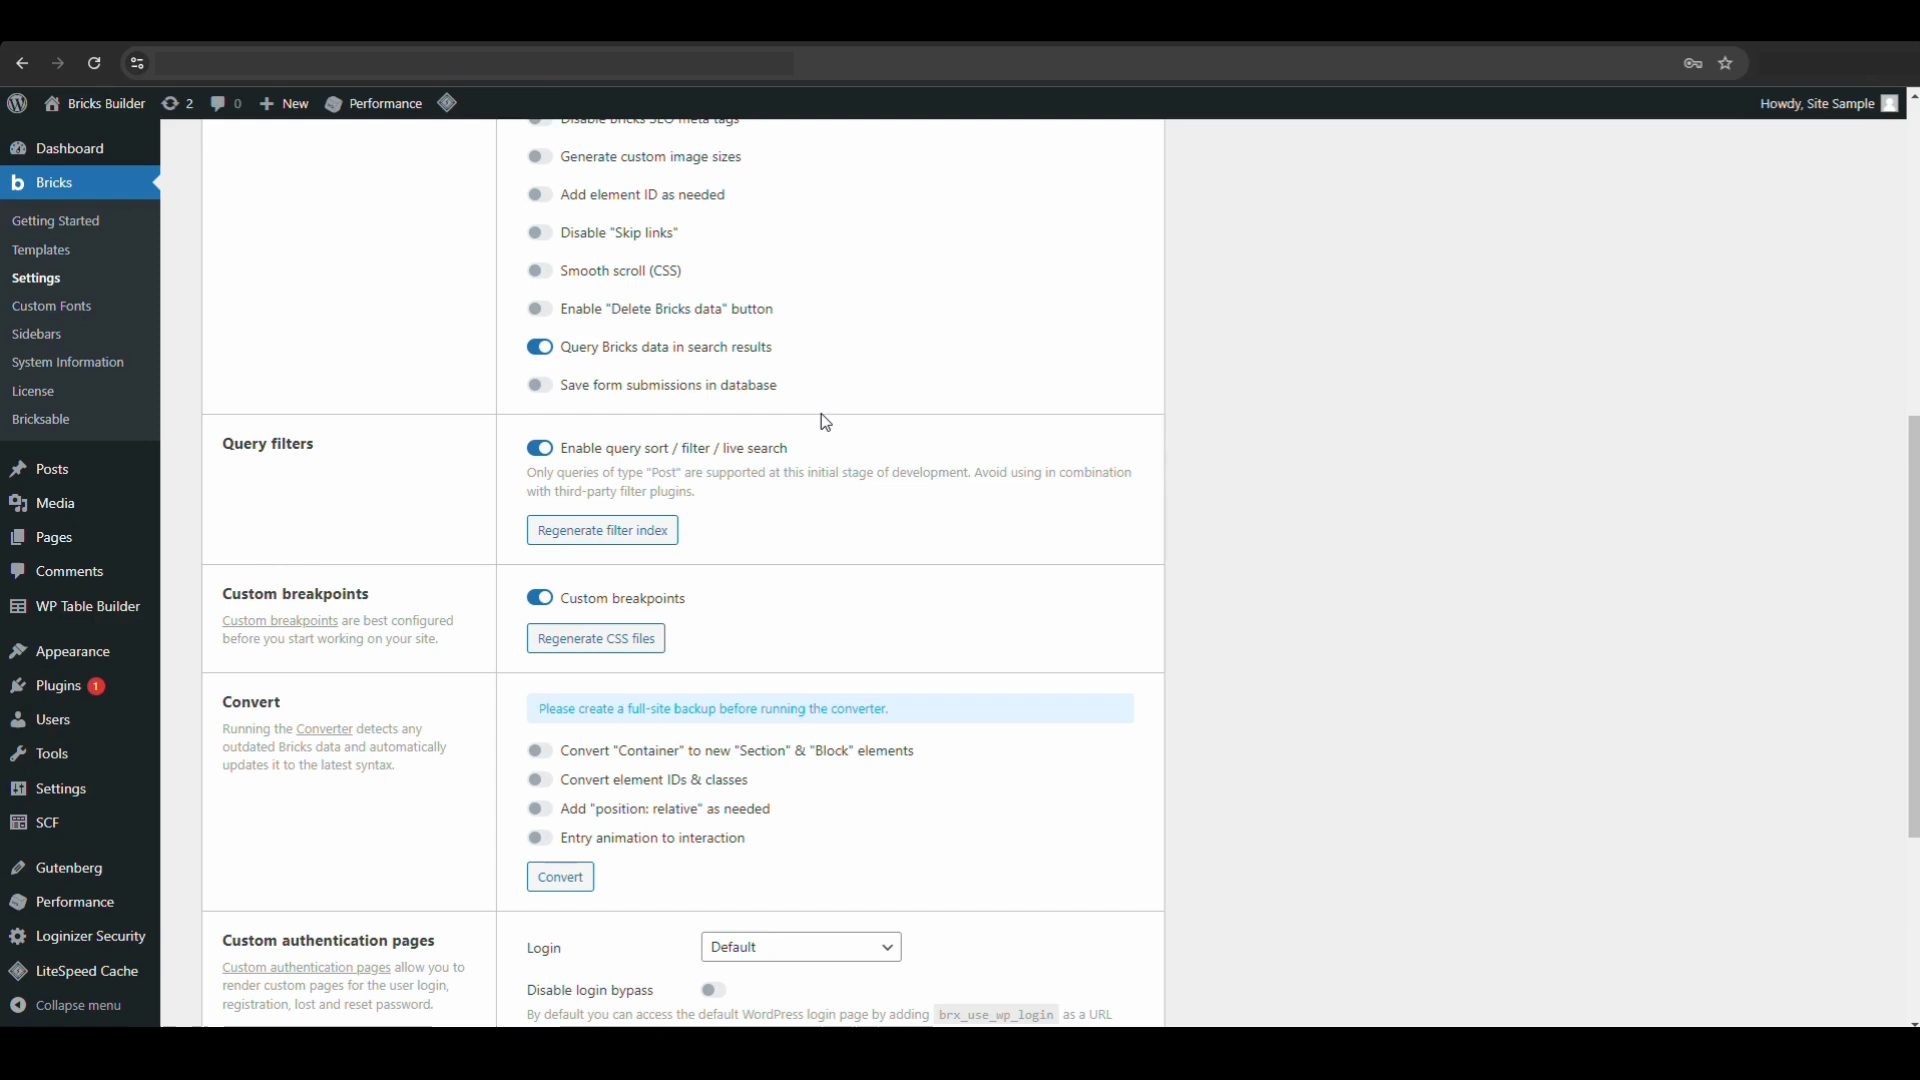 Bricks Builder
2
0
New
Performance
Howdy, Site Sample
Dashboard
Bricks
Getting Started
Templates
Settings
Custom Fonts
Sidebars
System Information
License
Bricksable
Posts
Media
Pages
Comments
WP Table Builder
Appearance
Plugins 1
Users
Tools
Settings
SCF
Gutenberg
Performance
Loginizer Security
LiteSpeed Cache
Collapse menu
Disable Bricks SEO meta tags
Generate custom image sizes
Add element ID as needed
Disable "Skip links"
Smooth scroll (CSS)
Enable "Delete Bricks data" button
Query Bricks data in search results
Save form submissions in database
Query filters
Enable query sort / filter / live search
Only queries of type "Post" are supported at this initial stage of development. Avoid using in combination
with third-party filter plugins.
Regenerate filter index
Custom breakpoints
Custom breakpoints are best configured
before you start working on your site.
Custom breakpoints
Regenerate CSS files
Convert
Running the Converter detects any
outdated Bricks data and automatically
updates it to the latest syntax.
Please create a full-site backup before running the converter.
Convert "Container" to new "Section" & "Block" elements
Convert element IDs & classes
Add "position: relative" as needed
Entry animation to interaction
Convert
Custom authentication pages
Custom authentication pages allow you to
render custom pages for the user login,
registration, lost and reset password.
Login
Default
Disable login bypass
By default you can access the default WordPress login page by adding brx_use_wp_login as a URL